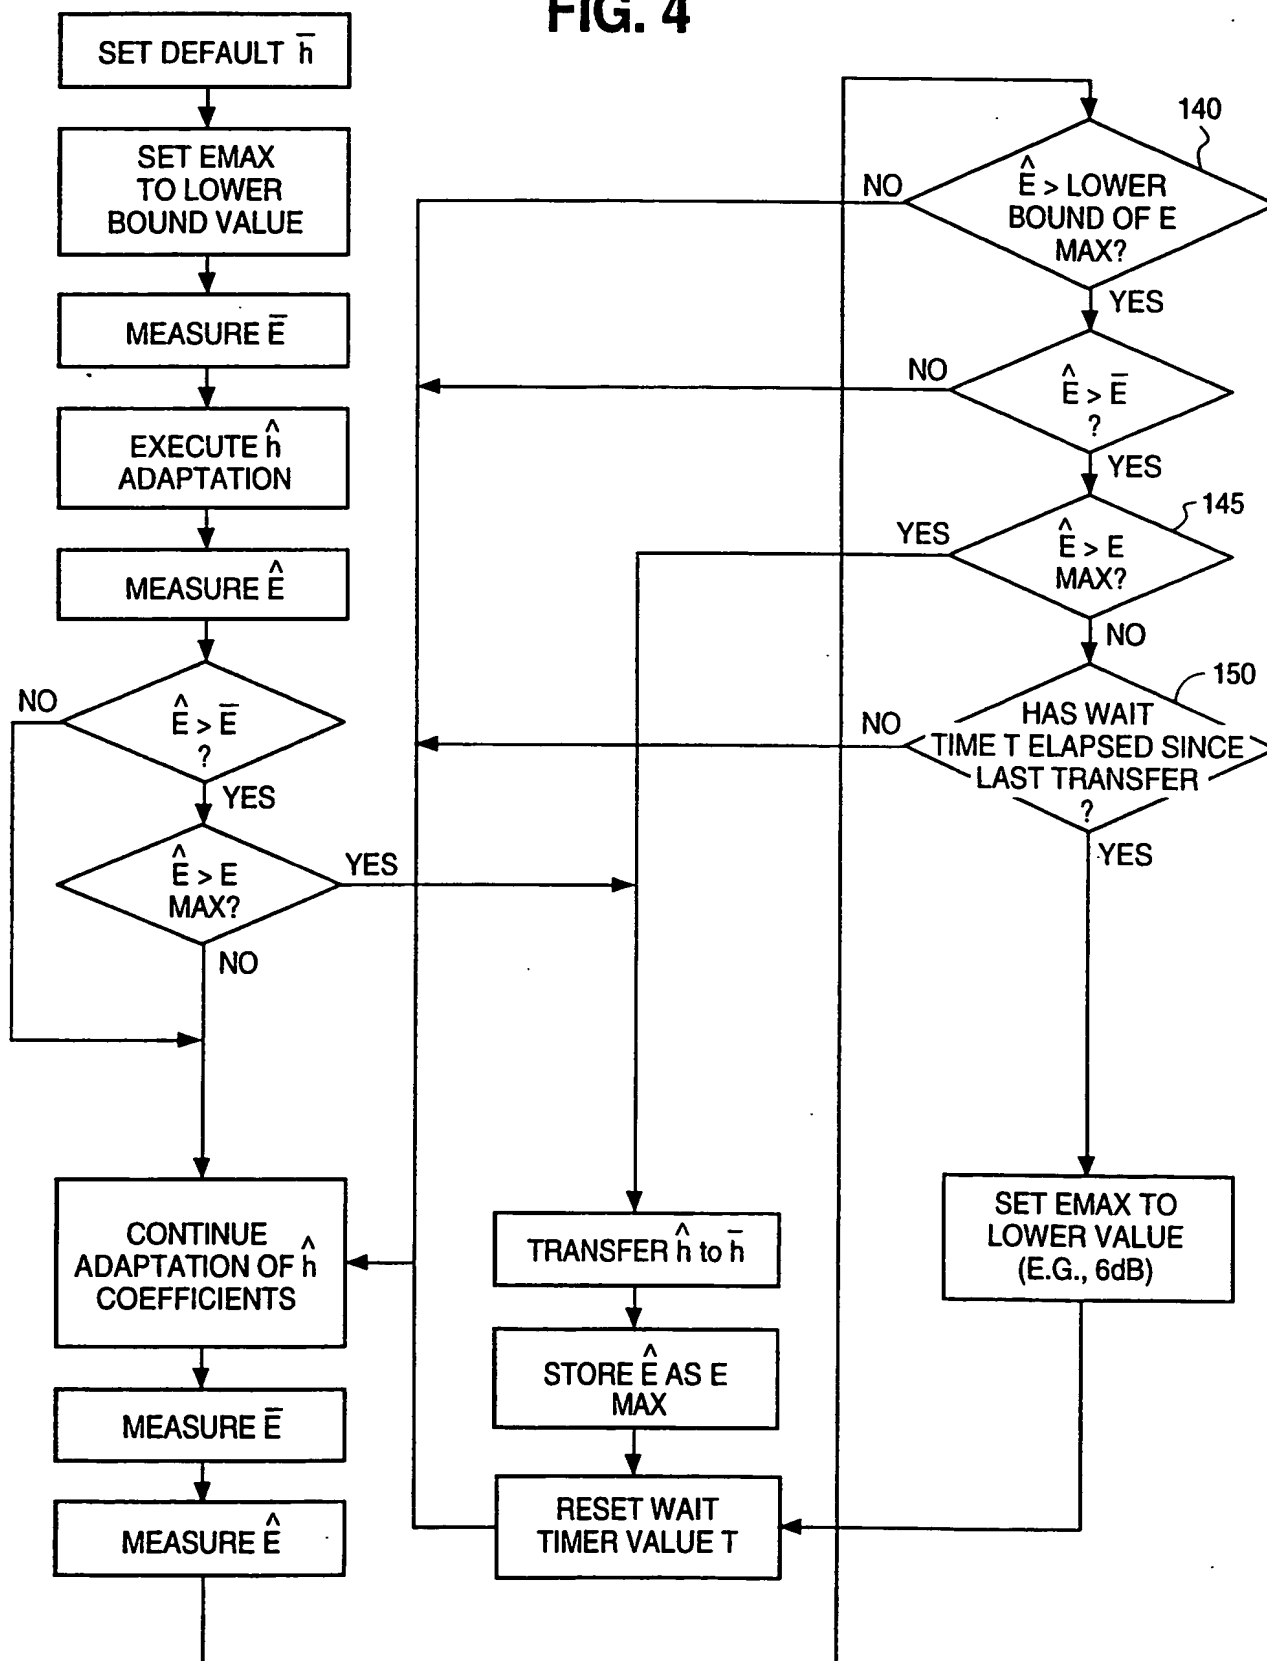 FIG. 4
SET DEFAULT h̅
SET EMAX
TO LOWER
BOUND VALUE
MEASURE E̅
EXECUTE ĥ
ADAPTATION
MEASURE Ê
NO
Ê > E̅
?
YES
Ê > E
MAX?
YES
NO
CONTINUE
ADAPTATION OF ĥ
COEFFICIENTS
MEASURE E̅
MEASURE Ê
TRANSFER ĥ to h̅
STORE Ê AS E
MAX
RESET WAIT
TIMER VALUE T
140
NO
Ê > LOWER
BOUND OF E
MAX?
YES
NO
Ê > E̅
?
YES
145
YES
Ê > E
MAX?
NO
150
NO
HAS WAIT
TIME T ELAPSED SINCE
LAST TRANSFER
?
YES
SET EMAX TO
LOWER VALUE
(E.G., 6dB)